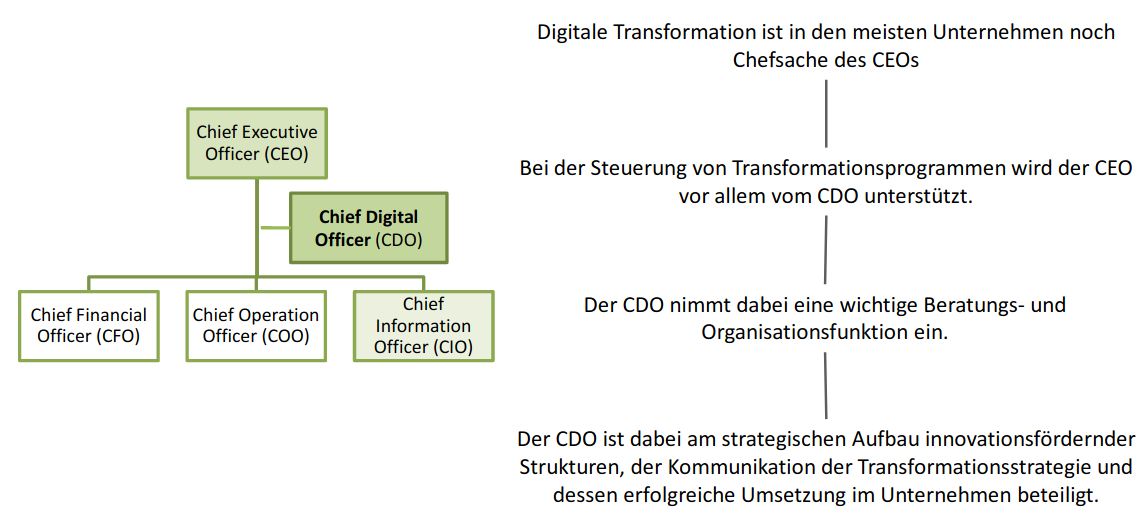 Chief Executive
Officer (CEO)
Chief Digital
Officer (CDO)
Chief Financial
Officer (CFO)
Chief Operation
Officer (COO)
Chief
Information
Officer (CIO)
Digitale Transformation ist in den meisten Unternehmen noch
Chefsache des CEOs
Bei der Steuerung von Transformationsprogrammen wird der CEO
vor allem vom CDO unterstützt.
Der CDO nimmt dabei eine wichtige Beratungs- und
Organisationsfunktion ein.
Der CDO ist dabei am strategischen Aufbau innovationsfördernder
Strukturen, der Kommunikation der Transformationsstrategie und
dessen erfolgreiche Umsetzung im Unternehmen beteiligt.